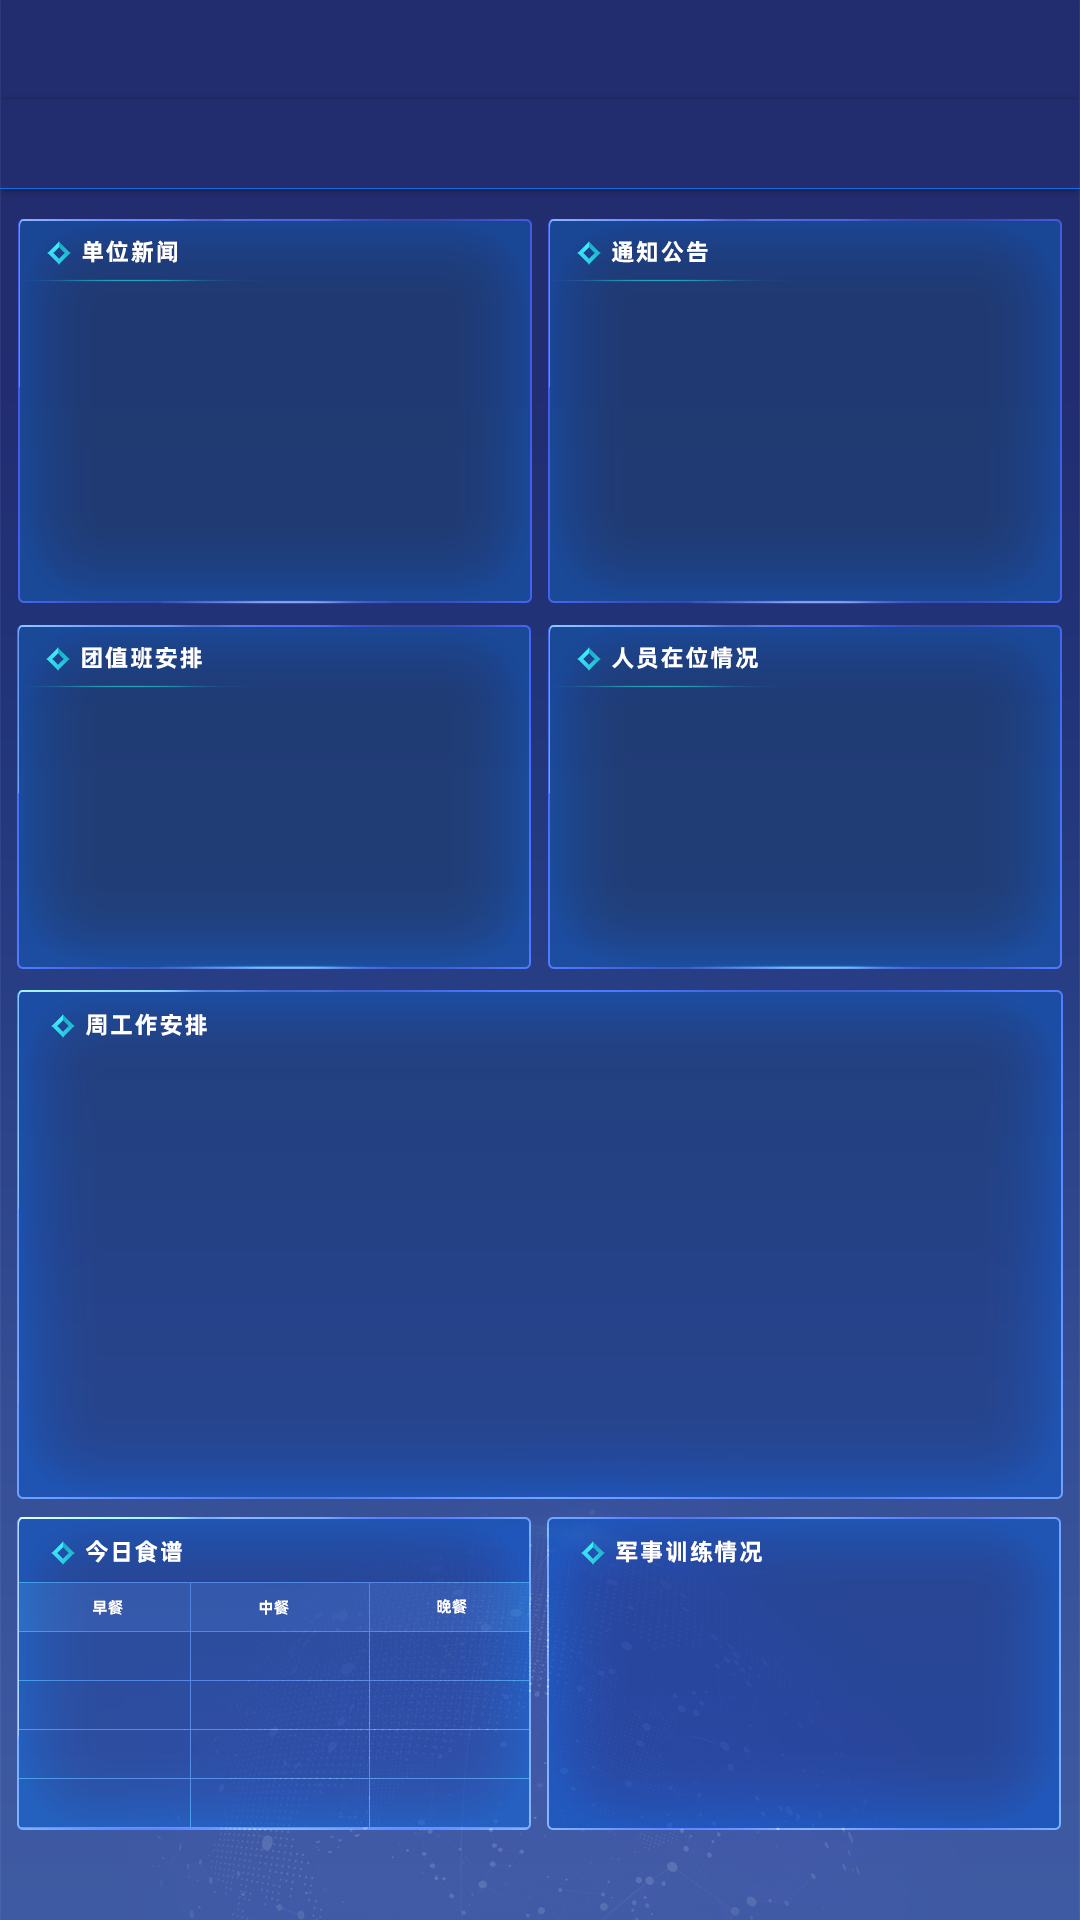 单位新闻
通知公告
团值班安排
人员在位情况
周工作安排
今日食谱
军事训练情况
早餐 中餐 晚餐